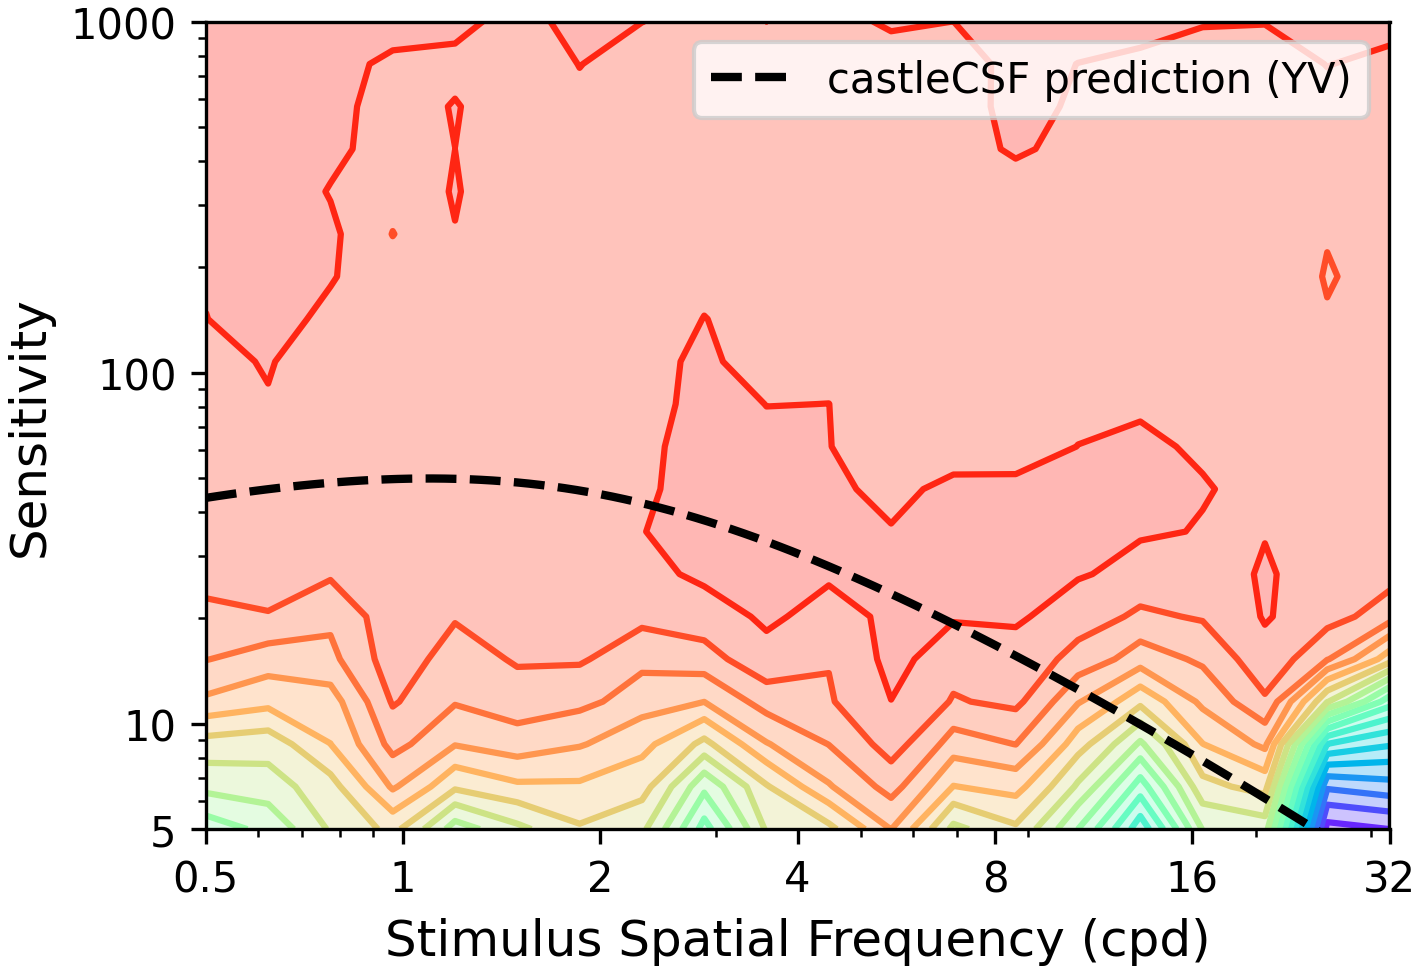 1000
castleCSF prediction (YV)
Sensitivity
100
10
5
0.5 1 2 4 8 16 32
Stimulus Spatial Frequency (cpd)